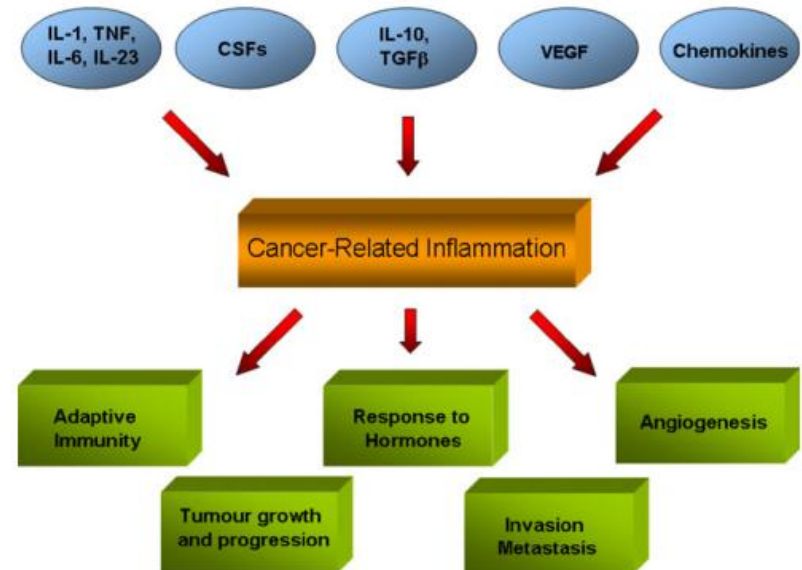 IL-1, TNF,
IL-6, IL-23
CSFs
IL-10,
TGFβ
VEGF
Chemokines
Cancer-Related Inflammation
Adaptive
Immunity
Response to
Hormones
Angiogenesis
Tumour growth
and progression
Invasion
Metastasis